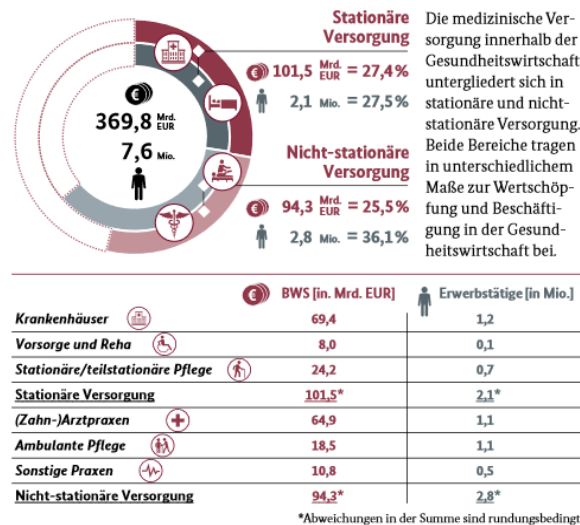 Stationäre
Versorgung
101,5 Mrd. EUR = 27,4%
2,1 Mio. = 27,5%
369,8 Mrd. EUR
7,6 Mio.
Nicht-stationäre
Versorgung
94,3 Mrd. EUR = 25,5%
2,8 Mio. = 36,1%
Die medizinische Ver-
sorgung innerhalb der
Gesundheitswirtschaft
untergliedert sich in
stationäre und nicht-
stationäre Versorgung.
Beide Bereiche tragen
in unterschiedlichem
Maße zur Wertschöp-
fung und Beschäfti-
gung in der Gesund-
heitswirtschaft bei.
BWS [in. Mrd. EUR] Erwerbstätige [in Mio.]
Krankenhäuser 69,4 1,2
Vorsorge und Reha 8,0 0,1
Stationäre/teilstationäre Pflege 24,2 0,7
Stationäre Versorgung 101,5* 2,1*
(Zahn-)Arztpraxen 64,9 1,1
Ambulante Pflege 18,5 1,1
Sonstige Praxen 10,8 0,5
Nicht-stationäre Versorgung 94,3* 2,8*
*Abweichungen in der Summe sind rundungsbedingt